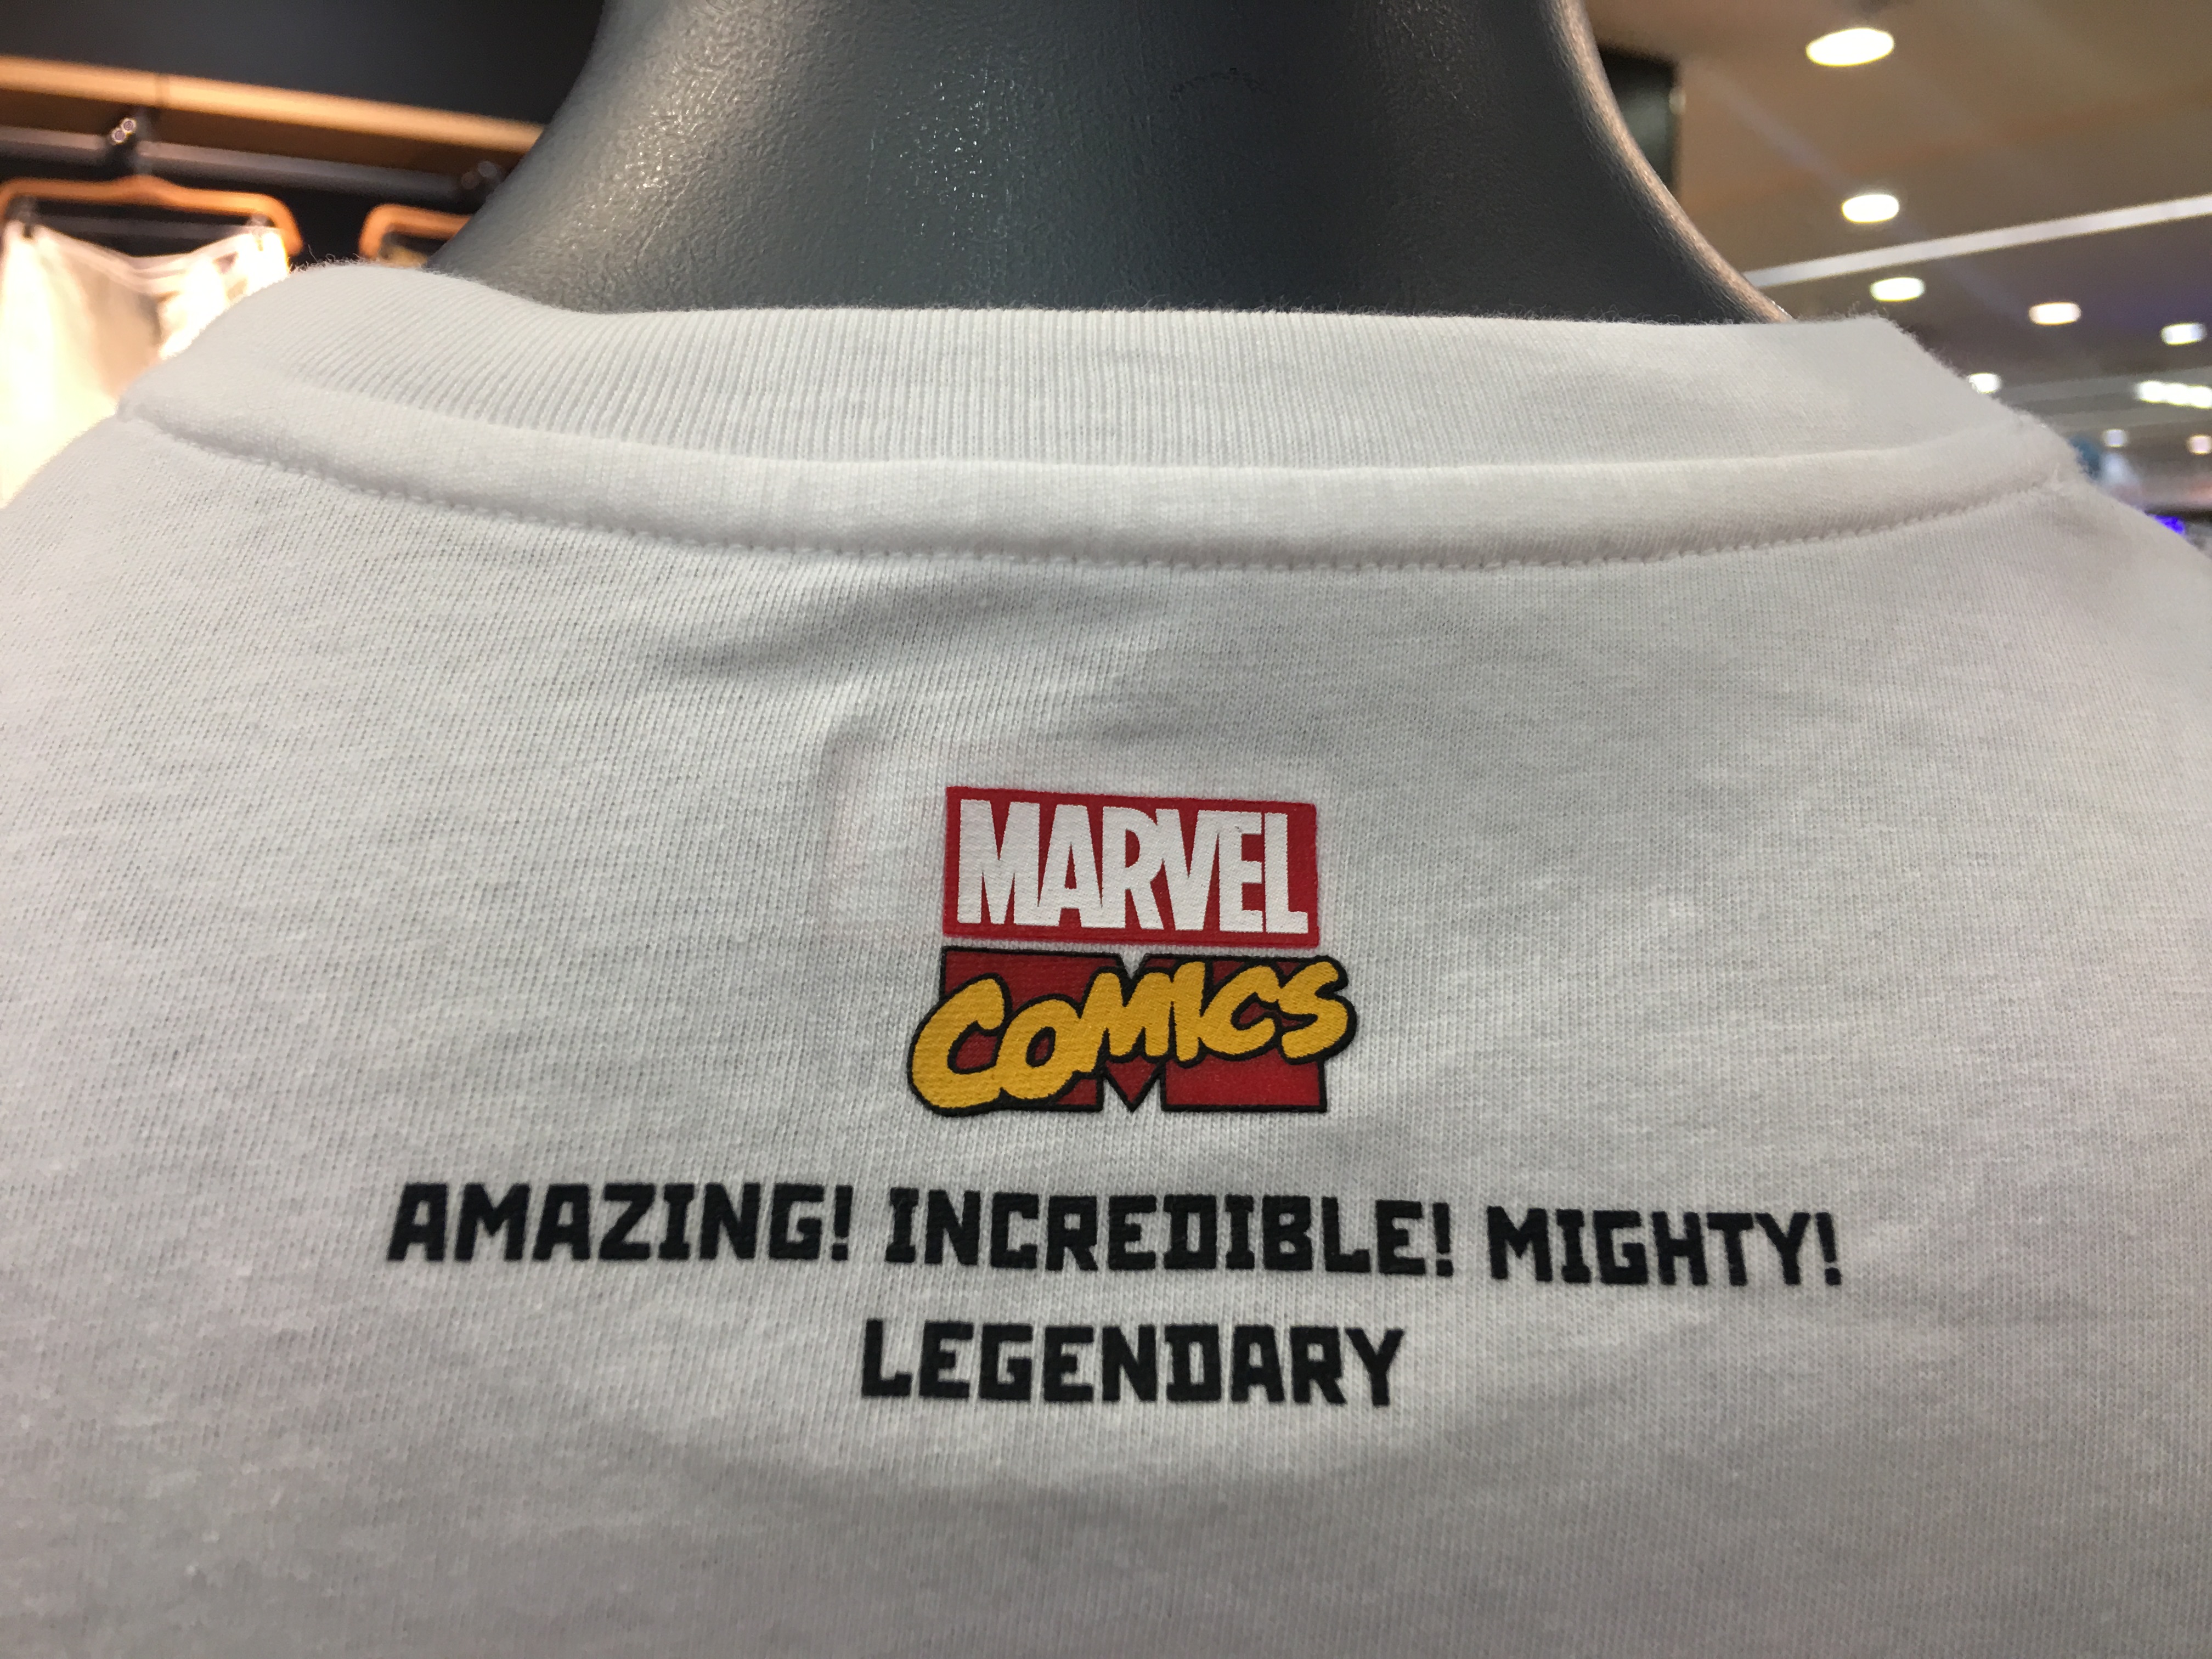 MARVEL
COMICS
AMAZING! INCREDIBLE! MIGHTY!
LEGENDARY